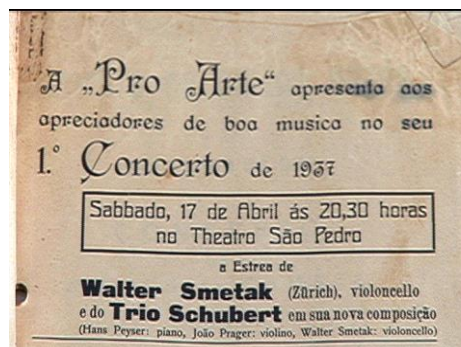 A „Pro Arte“ apresenta aos
apreciadores de boa musica no seu
1.º Concerto de 1937
Sabbado, 17 de Abril ás 20,30 horas
no Theatro São Pedro
a Estrea de
Walter Smetak (Zürich), violoncello
e do Trio Schubert em sua nova composição
(Hans Peyser: piano, João Prager: violino, Walter Smetak: violoncello)